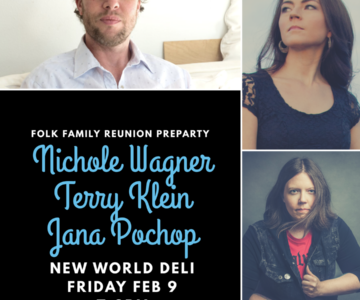 FOLK FAMILY REUNION PREPARTY
Nichole Wagner
Terry Klein
Jana Pochop
NEW WORLD DELI
FRIDAY FEB 9